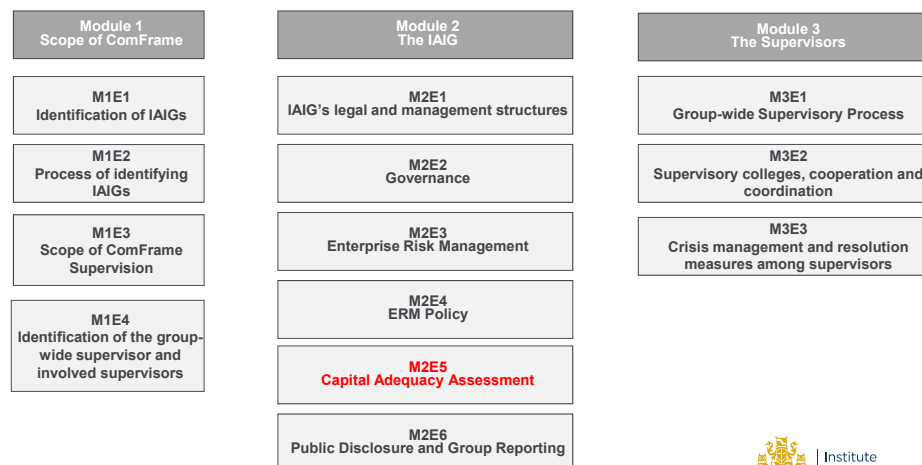 Module 1
Scope of ComFrame
M1E1
Identification of IAIGs
M1E2
Process of identifying
IAIGs
M1E3
Scope of ComFrame
Supervision
M1E4
Identification of the group-
wide supervisor and
involved supervisors
Module 2
The IAIG
M2E1
IAIG's legal and management structures
M2E2
Governance
M2E3
Enterprise Risk Management
M2E4
ERM Policy
M2E5
Capital Adequacy Assessment
M2E6
Public Disclosure and Group Reporting
Module 3
The Supervisors
M3E1
Group-wide Supervisory Process
M3E2
Supervisory colleges, cooperation and
coordination
M3E3
Crisis management and resolution
measures among supervisors
Institute